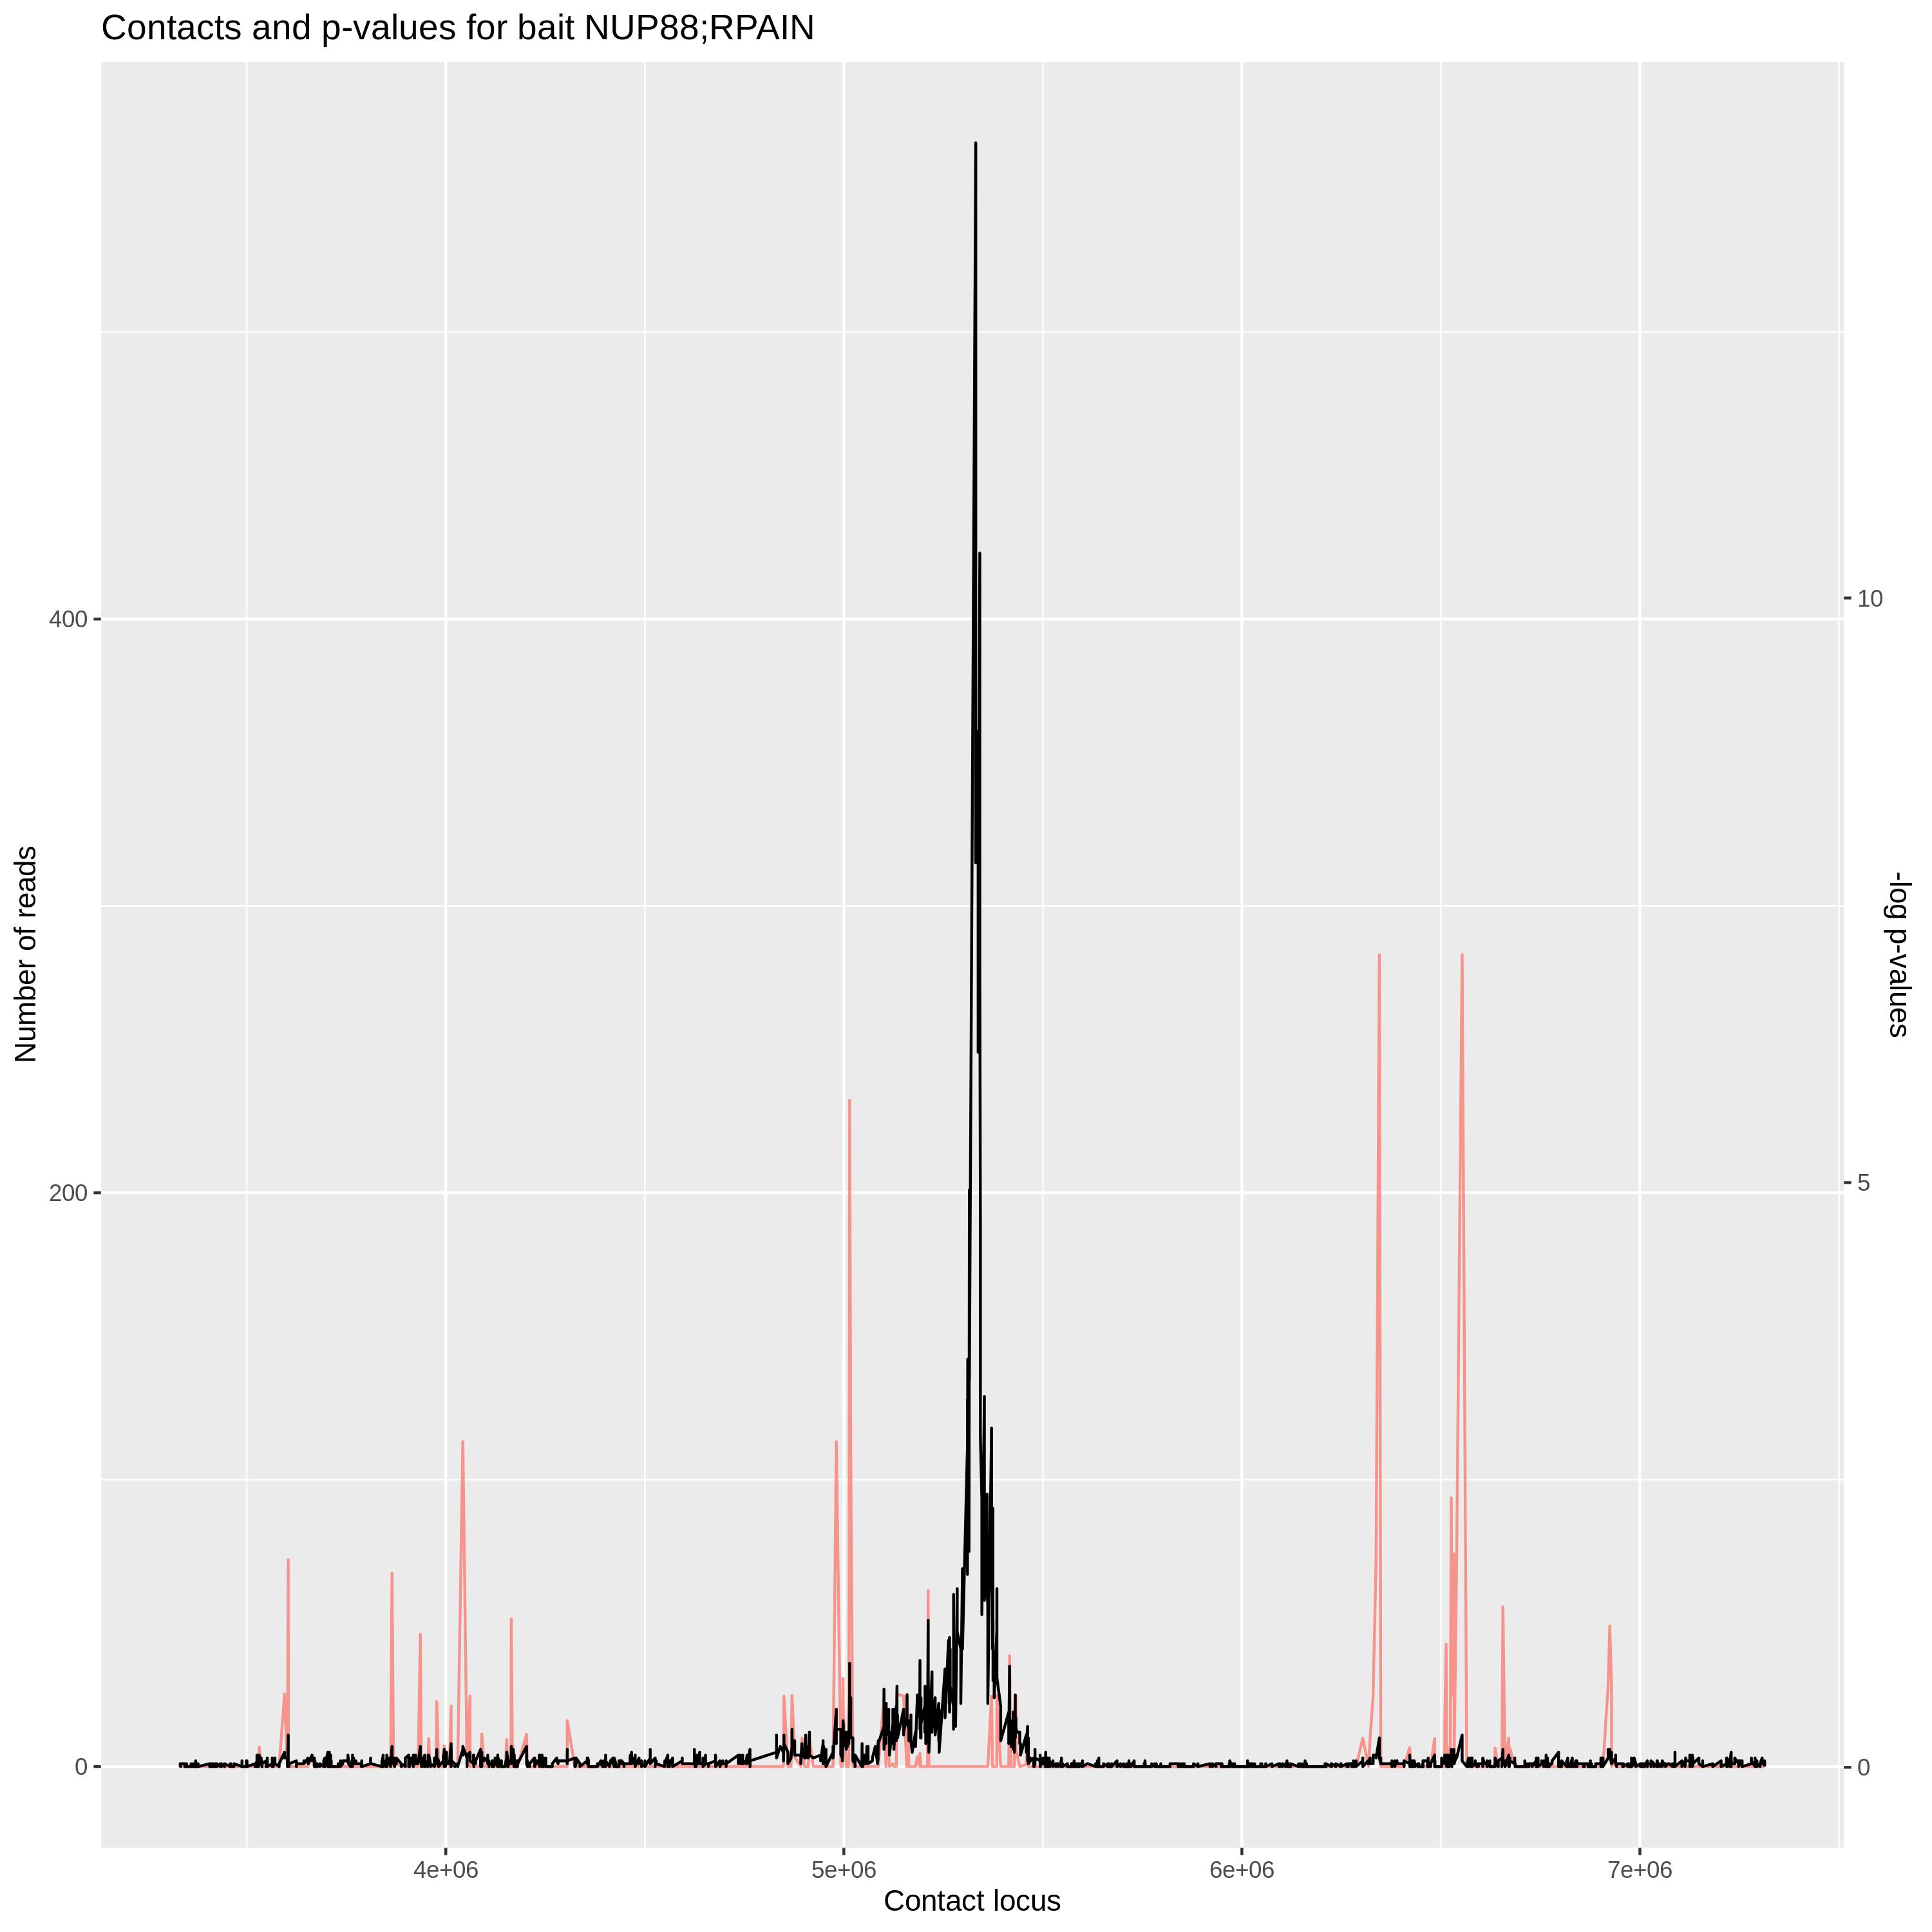 Contacts and p-values for bait NUP88;RPAIN
Number of reads
400
200
0
10
5
0
-log p-values
4e+06
5e+06
6e+06
7e+06
Contact locus